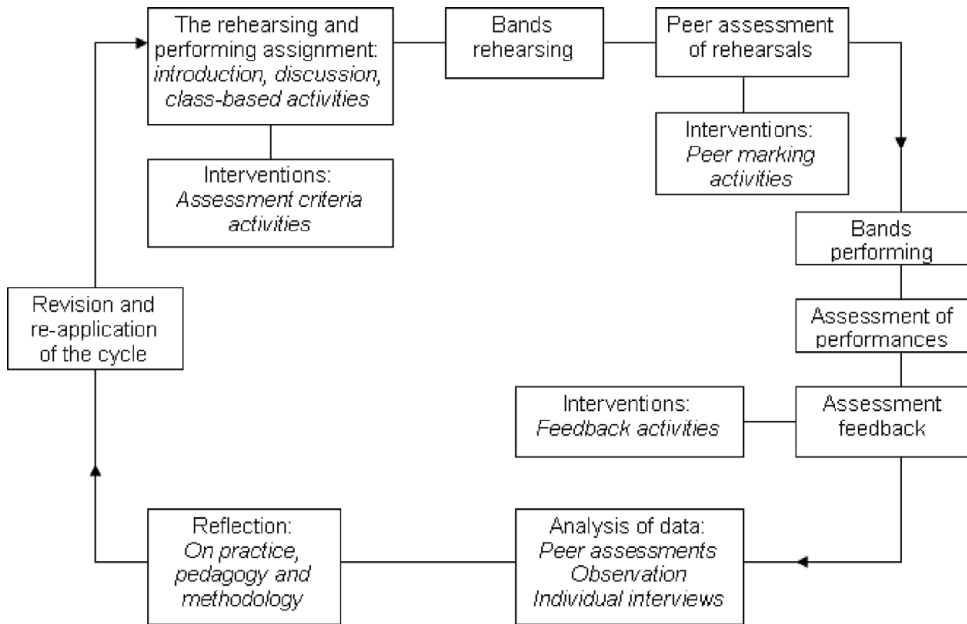 The rehearsing and
performing assignment:
introduction, discussion,
class-based activities
Bands
rehearsing
Peer assessment
of rehearsals
Interventions:
Assessment criteria
activities
Interventions:
Peer marking
activities
Bands
performing
Assessment of
performances
Assessment
feedback
Interventions:
Feedback activities
Analysis of data:
Peer assessments
Observation
Individual interviews
Reflection:
On practice,
pedagogy and
methodology
Revision and
re-application
of the cycle